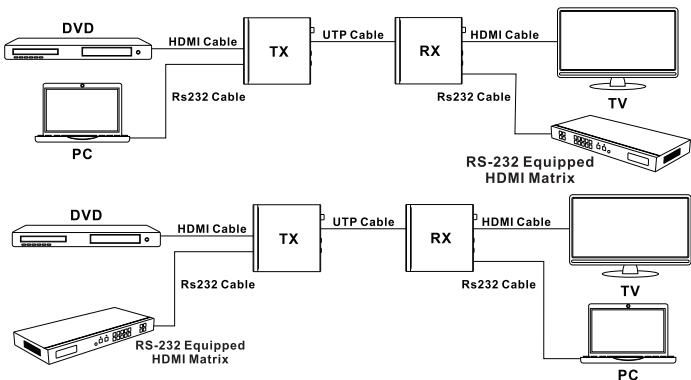 DVD
HDMI Cable
TX
UTP Cable
RX
HDMI Cable
TV
Rs232 Cable
PC
Rs232 Cable
RS-232 Equipped
HDMI Matrix
DVD
HDMI Cable
TX
UTP Cable
RX
HDMI Cable
TV
Rs232 Cable
RS-232 Equipped
HDMI Matrix
Rs232 Cable
PC